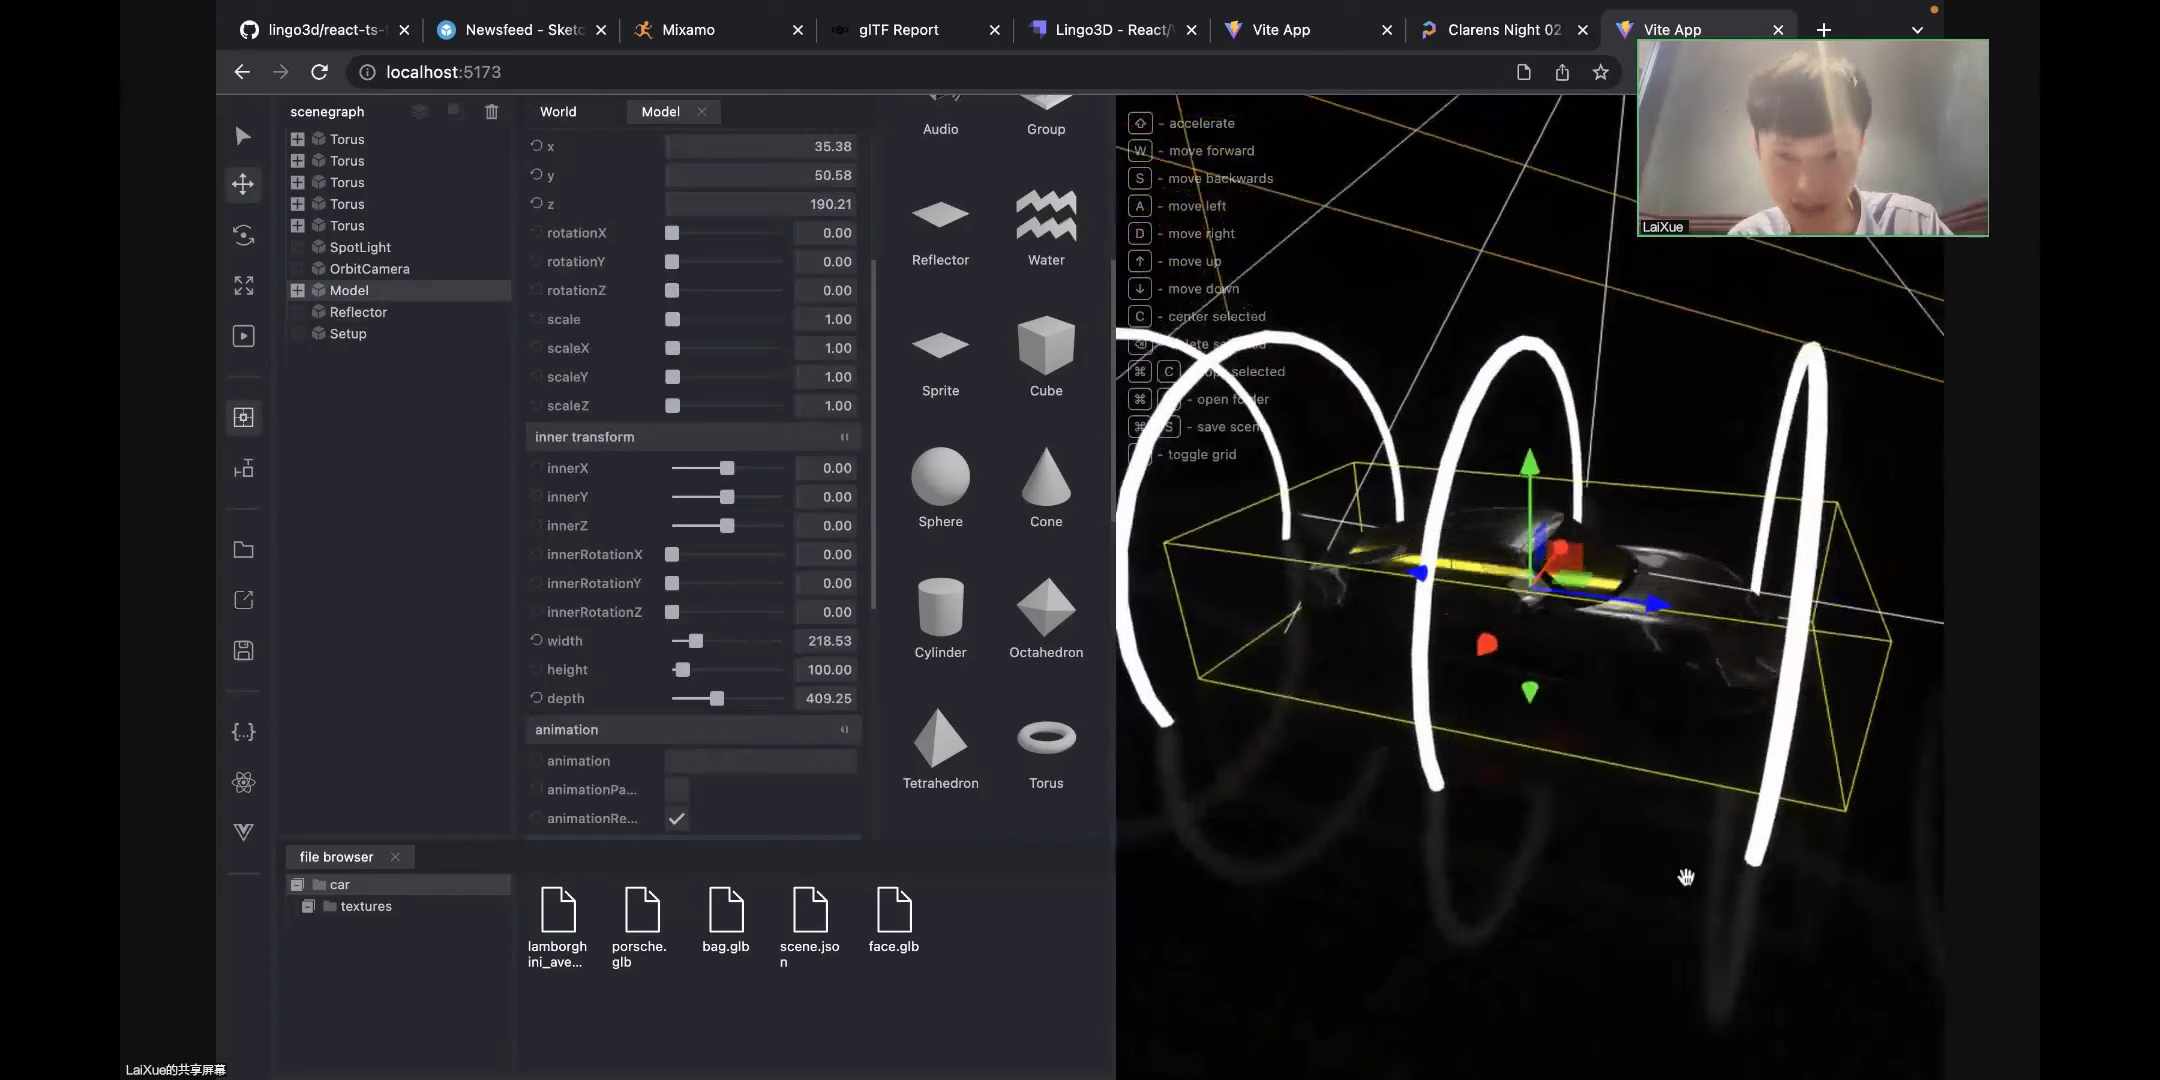 lingo3d/react-ts-
Newsfeed - Sketc
Mixamo
glTF Report
Lingo3D - React/V
Vite App
Clarens Night 02
Vite App
localhost:5173
scenegraph
Torus
Torus
Torus
Torus
Torus
SpotLight
OrbitCamera
Model
Reflector
Setup
World
Model
x 35.38
y 50.58
z 190.21
rotationX 0.00
rotationY 0.00
rotationZ 0.00
scale 1.00
scaleX 1.00
scaleY 1.00
scaleZ 1.00
inner transform
innerX 0.00
innerY 0.00
innerZ 0.00
innerRotationX 0.00
innerRotationY 0.00
innerRotationZ 0.00
width 218.53
height 100.00
depth 409.25
animation
animation
animationPa...
animationRe...
Audio
Group
Reflector
Water
Sprite
Cube
Sphere
Cone
Cylinder
Octahedron
Tetrahedron
Torus
- accelerate
W - move forward
S - move backwards
A - move left
D - move right
↑ - move up
↓ - move down
C - center selected
⌘ C selected
⌘ - open folder
⌘ S - save scene
- toggle grid
LaiXue
file browser
car
textures
lamborgh
ini_ave...
porsche.
glb
bag.glb
scene.jso
n
face.glb
LaiXue的共享屏幕